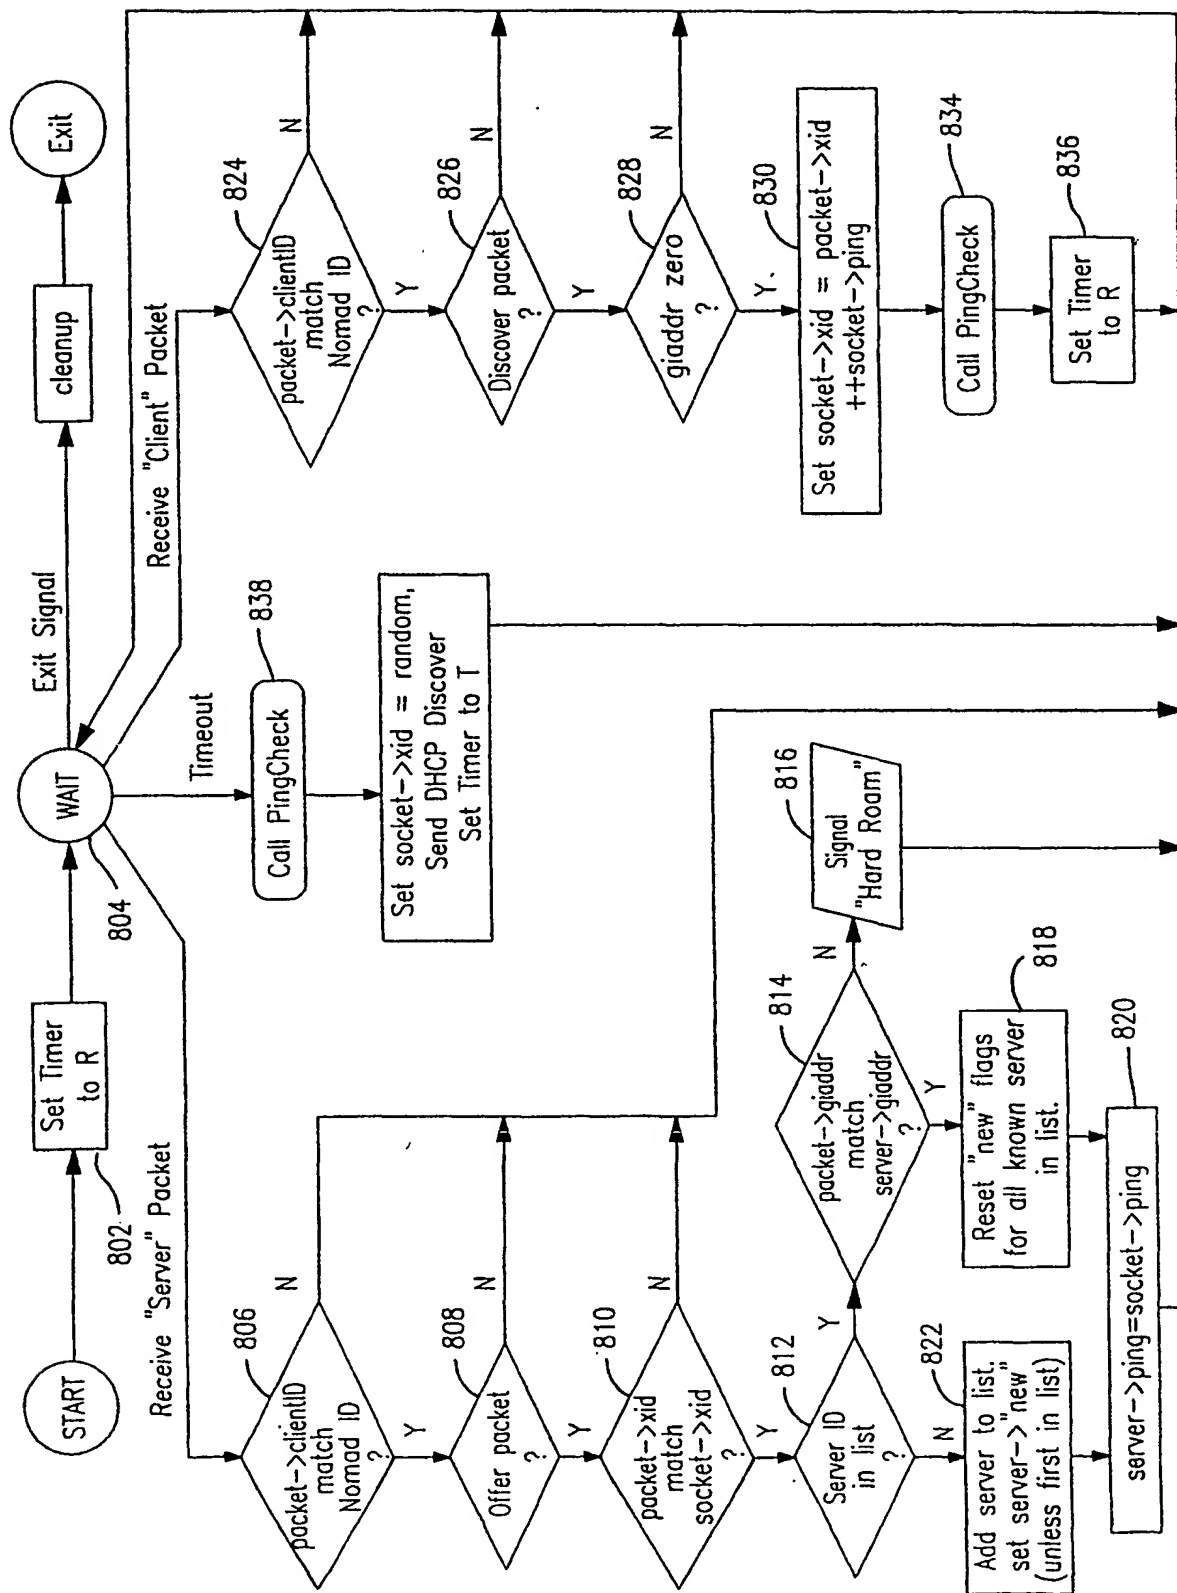 START
Set Timer
to R
802
WAIT
804
Exit Signal
cleanup
Exit
Receive "Server" Packet
Timeout
Receive "Client" Packet
packet->clientID
match
Nomad ID
?
806
N
Y
Offer packet
?
808
N
Y
packet->xid
match
socket->xid
?
810
N
Y
Server ID
in list
?
812
Y
N
packet->giaddr
match
server->giaddr
?
814
N
Y
Signal
"Hard Roam"
816
Reset "new" flags
for all known server
in list.
818
Add server to list.
set server->"new"
(unless first in list)
822
server->ping=socket->ping
820
Call PingCheck
838
Set socket->xid = random,
Send DHCP Discover
Set Timer to T
packet->clientID
match
Nomad ID
?
824
N
Y
Discover packet
?
826
N
Y
giaddr zero
?
828
N
Y.
Set socket->xid = packet->xid
++socket->ping
830
Call PingCheck
834
Set Timer
to R
836